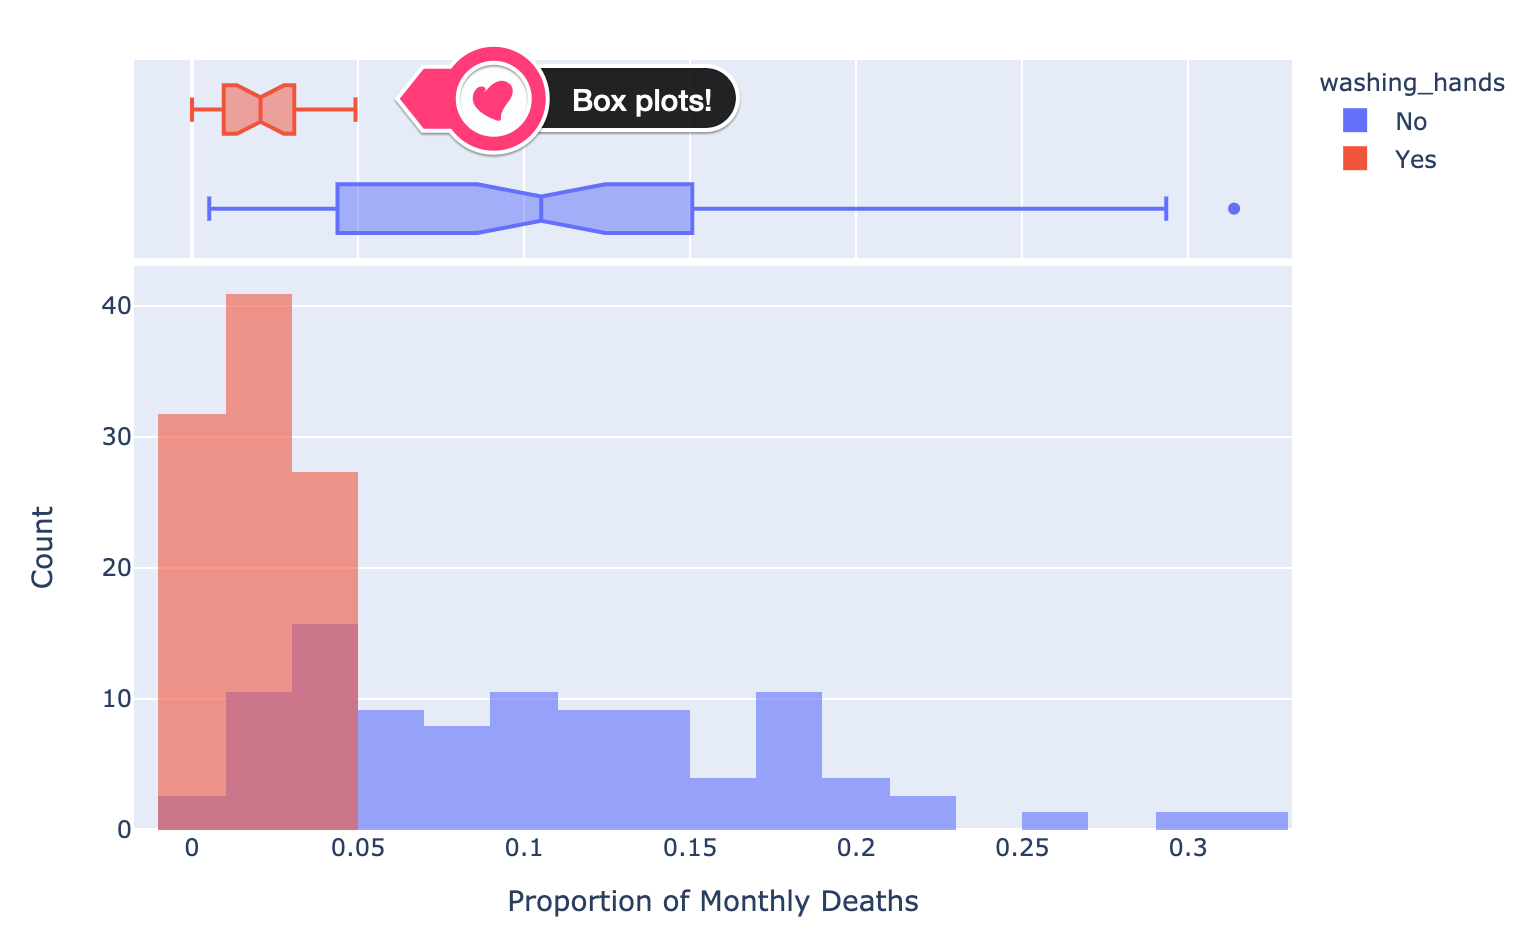 Box plots!
washing_hands
No
Yes
40
30
20
10
0
Count
0 0.05 0.1 0.15 0.2 0.25 0.3
Proportion of Monthly Deaths